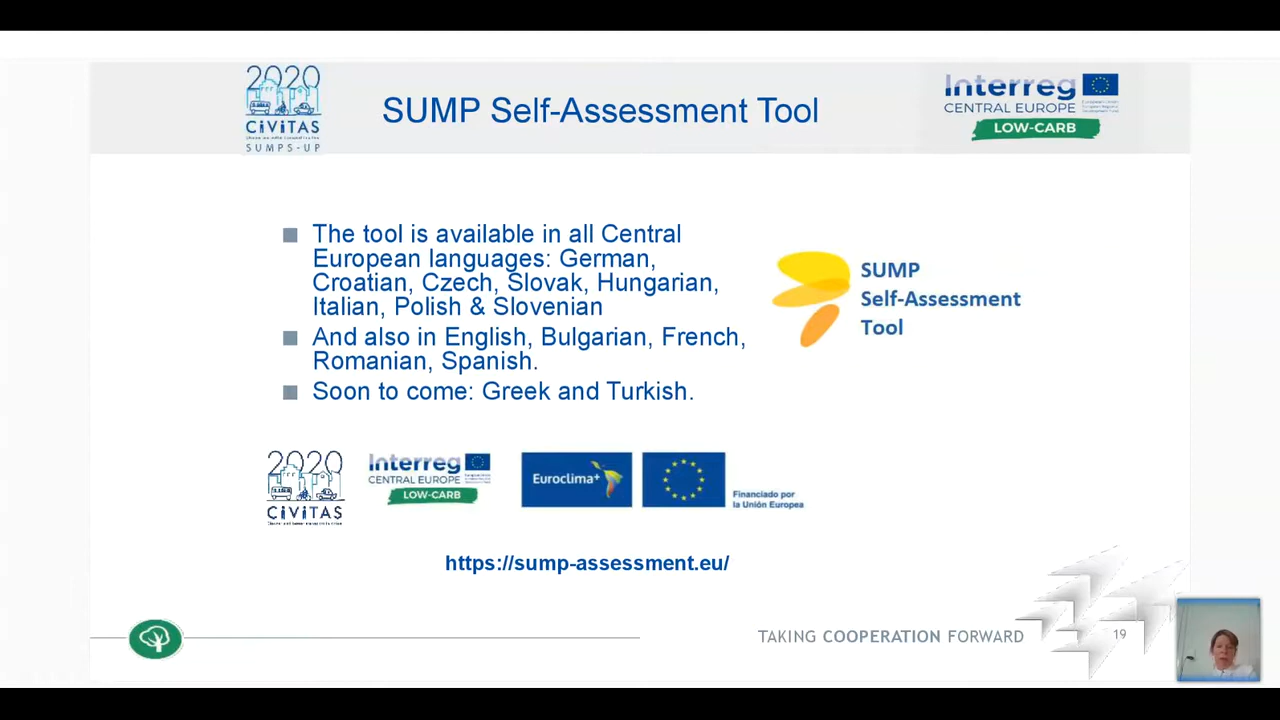 2020
CiViTAS
SUMPS-UP
SUMP Self-Assessment Tool
Interreg
CENTRAL EUROPE
LOW-CARB
The tool is available in all Central
European languages: German,
Croatian, Czech, Slovak, Hungarian,
Italian, Polish & Slovenian
And also in English, Bulgarian, French,
Romanian, Spanish.
Soon to come: Greek and Turkish.
SUMP
Self-Assessment
Tool
2020
CiViTAS
Interreg
CENTRAL EUROPE
LOW-CARB
Euroclima+
Financiado por
la Unión Europea
https://sump-assessment.eu/
TAKING COOPERATION FORWARD
19